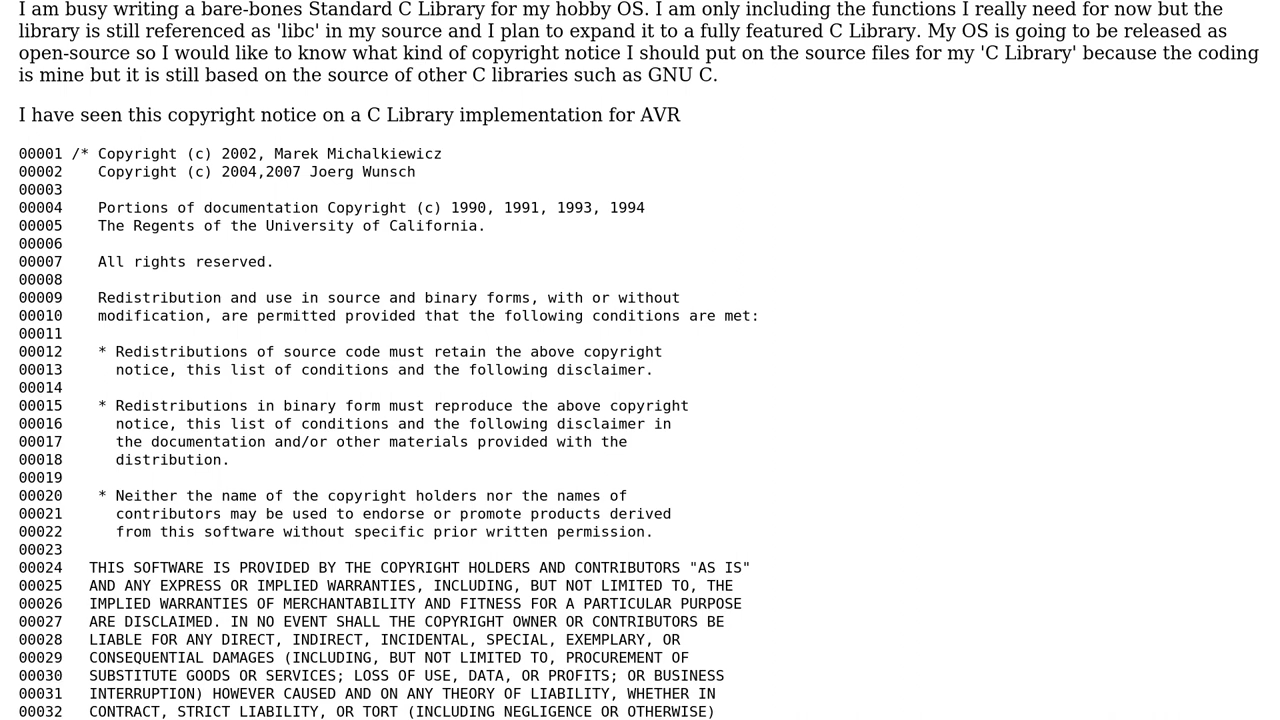 I am busy writing a bare-bones Standard C Library for my hobby OS. I am only including the functions I really need for now but the
library is still referenced as 'libc' in my source and I plan to expand it to a fully featured C Library. My OS is going to be released as
open-source so I would like to know what kind of copyright notice I should put on the source files for my 'C Library' because the coding
is mine but it is still based on the source of other C libraries such as GNU C.
I have seen this copyright notice on a C Library implementation for AVR
00001 /* Copyright (c) 2002, Marek Michalkiewicz
00002    Copyright (c) 2004,2007 Joerg Wunsch
00003
00004    Portions of documentation Copyright (c) 1990, 1991, 1993, 1994
00005    The Regents of the University of California.
00006
00007    All rights reserved.
00008
00009    Redistribution and use in source and binary forms, with or without
00010    modification, are permitted provided that the following conditions are met:
00011
00012    * Redistributions of source code must retain the above copyright
00013      notice, this list of conditions and the following disclaimer.
00014
00015    * Redistributions in binary form must reproduce the above copyright
00016      notice, this list of conditions and the following disclaimer in
00017      the documentation and/or other materials provided with the
00018      distribution.
00019
00020    * Neither the name of the copyright holders nor the names of
00021      contributors may be used to endorse or promote products derived
00022      from this software without specific prior written permission.
00023
00024   THIS SOFTWARE IS PROVIDED BY THE COPYRIGHT HOLDERS AND CONTRIBUTORS "AS IS"
00025   AND ANY EXPRESS OR IMPLIED WARRANTIES, INCLUDING, BUT NOT LIMITED TO, THE
00026   IMPLIED WARRANTIES OF MERCHANTABILITY AND FITNESS FOR A PARTICULAR PURPOSE
00027   ARE DISCLAIMED. IN NO EVENT SHALL THE COPYRIGHT OWNER OR CONTRIBUTORS BE
00028   LIABLE FOR ANY DIRECT, INDIRECT, INCIDENTAL, SPECIAL, EXEMPLARY, OR
00029   CONSEQUENTIAL DAMAGES (INCLUDING, BUT NOT LIMITED TO, PROCUREMENT OF
00030   SUBSTITUTE GOODS OR SERVICES; LOSS OF USE, DATA, OR PROFITS; OR BUSINESS
00031   INTERRUPTION) HOWEVER CAUSED AND ON ANY THEORY OF LIABILITY, WHETHER IN
00032   CONTRACT, STRICT LIABILITY, OR TORT (INCLUDING NEGLIGENCE OR OTHERWISE)